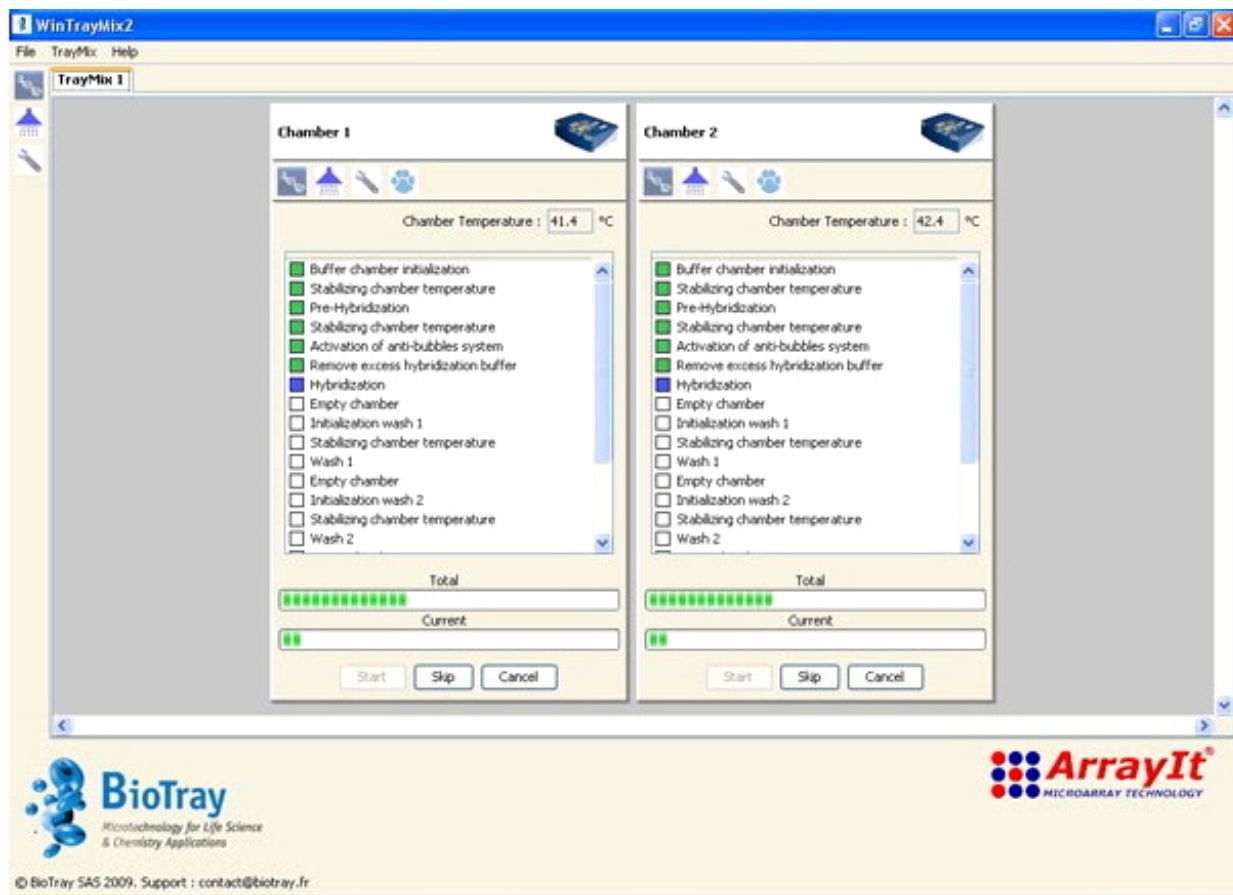 WinTrayMix2
File TrayMix Help
TrayMix 1
Chamber 1
Chamber Temperature : 41.4 °C
Buffer chamber initialization
Stabilizing chamber temperature
Pre-Hybridization
Stabilizing chamber temperature
Activation of anti-bubbles system
Remove excess hybridization buffer
Hybridization
Empty chamber
Initialization wash 1
Stabilizing chamber temperature
Wash 1
Empty chamber
Initialization wash 2
Stabilizing chamber temperature
Wash 2
Total
Current
Start Skip Cancel
Chamber 2
Chamber Temperature : 42.4 °C
Buffer chamber initialization
Stabilizing chamber temperature
Pre-Hybridization
Stabilizing chamber temperature
Activation of anti-bubbles system
Remove excess hybridization buffer
Hybridization
Empty chamber
Initialization wash 1
Stabilizing chamber temperature
Wash 1
Empty chamber
Initialization wash 2
Stabilizing chamber temperature
Wash 2
Total
Current
Start Skip Cancel
BioTray
Microtechnology for Life Science
& Chemistry Applications
ArrayIt®
MICROARRAY TECHNOLOGY
© BioTray SAS 2009. Support : contact@biotray.fr